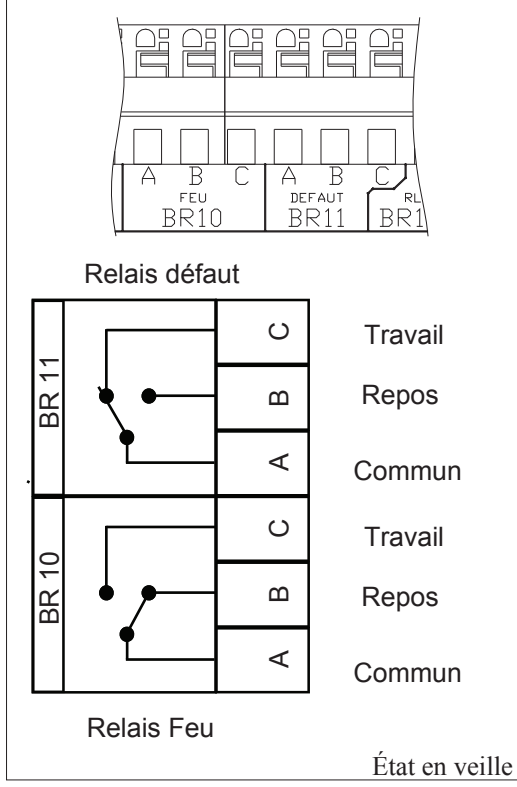 A B C A B C
FEU DEFAUT RL
BR10 BR11 BR1
Relais défaut
BR 11
C Travail
B Repos
A Commun
BR 10
C Travail
B Repos
A Commun
Relais Feu
État en veille